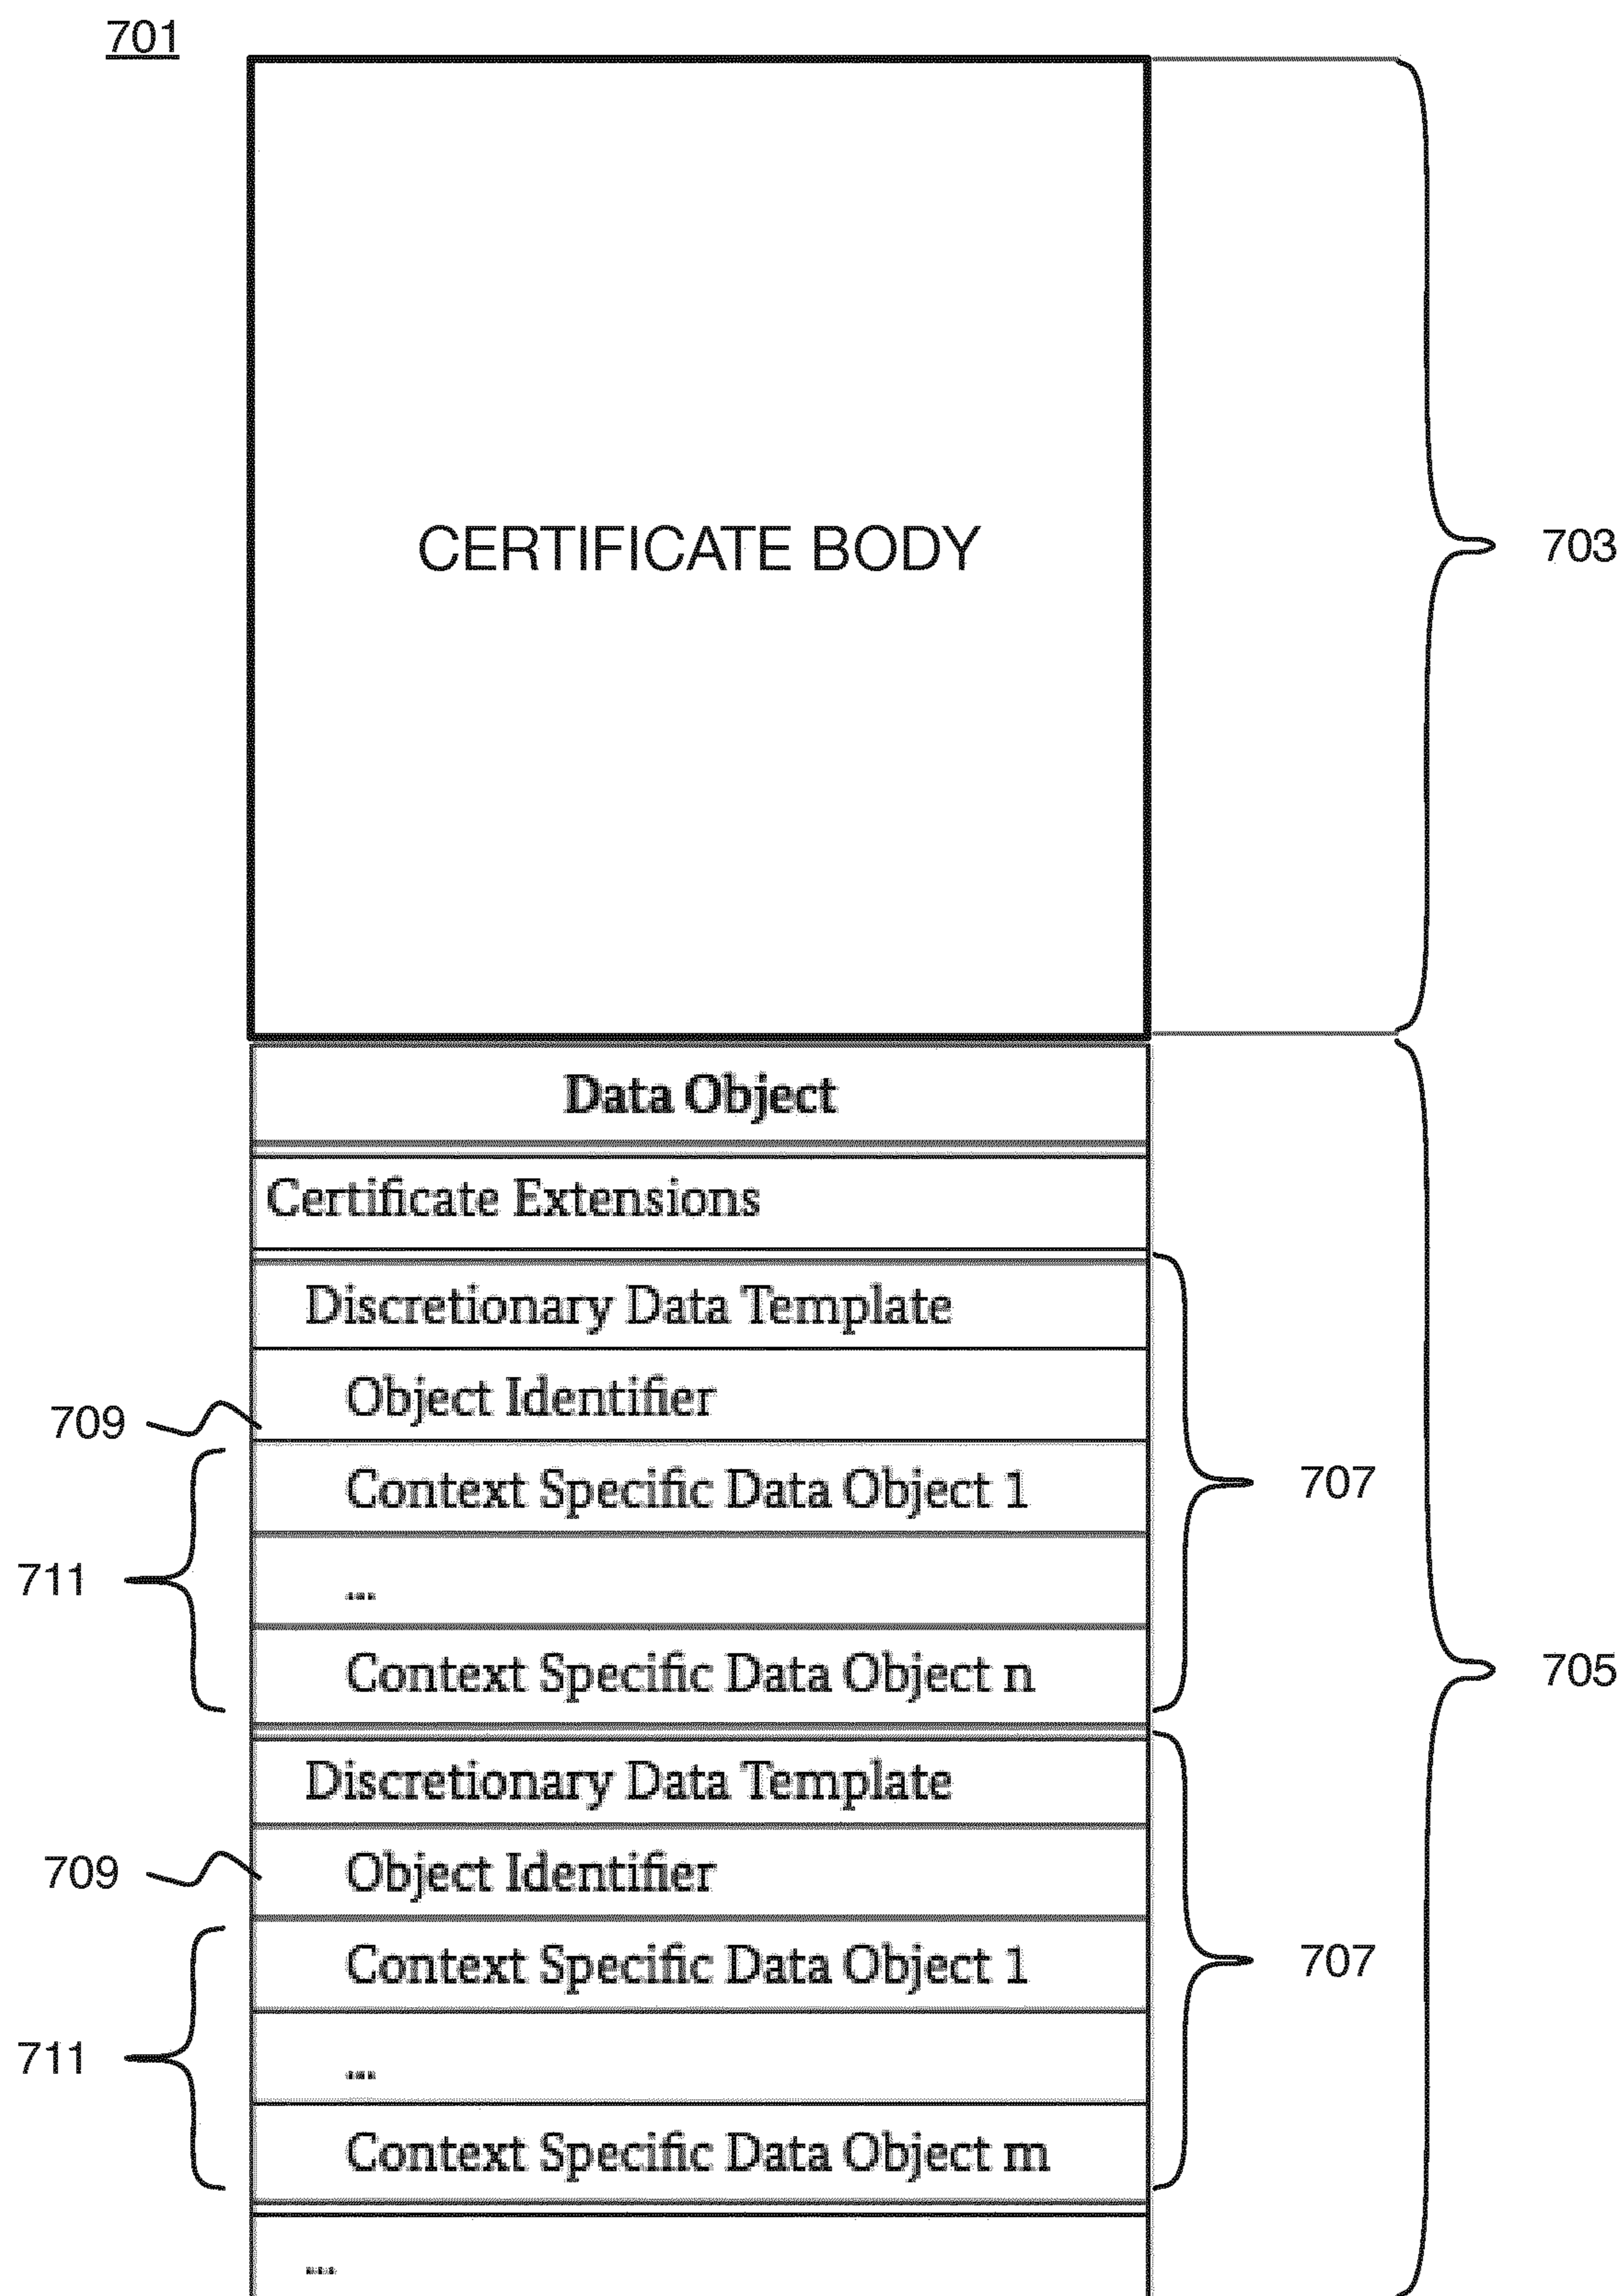 701
CERTIFICATE BODY
703
Data Object
Certificate Extensions
Discretionary Data Template
Object Identifier
709
Context Specific Data Object 1
707
711
...
Context Specific Data Object n
705
Discretionary Data Template
Object Identifier
709
Context Specific Data Object 1
707
711
...
Context Specific Data Object m
...